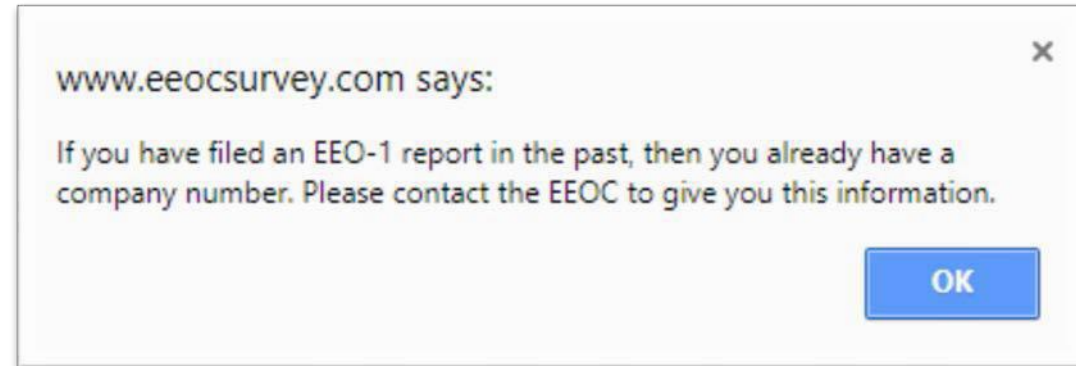 www.eeocsurvey.com says:
If you have filed an EEO-1 report in the past, then you already have a
company number. Please contact the EEOC to give you this information.
OK